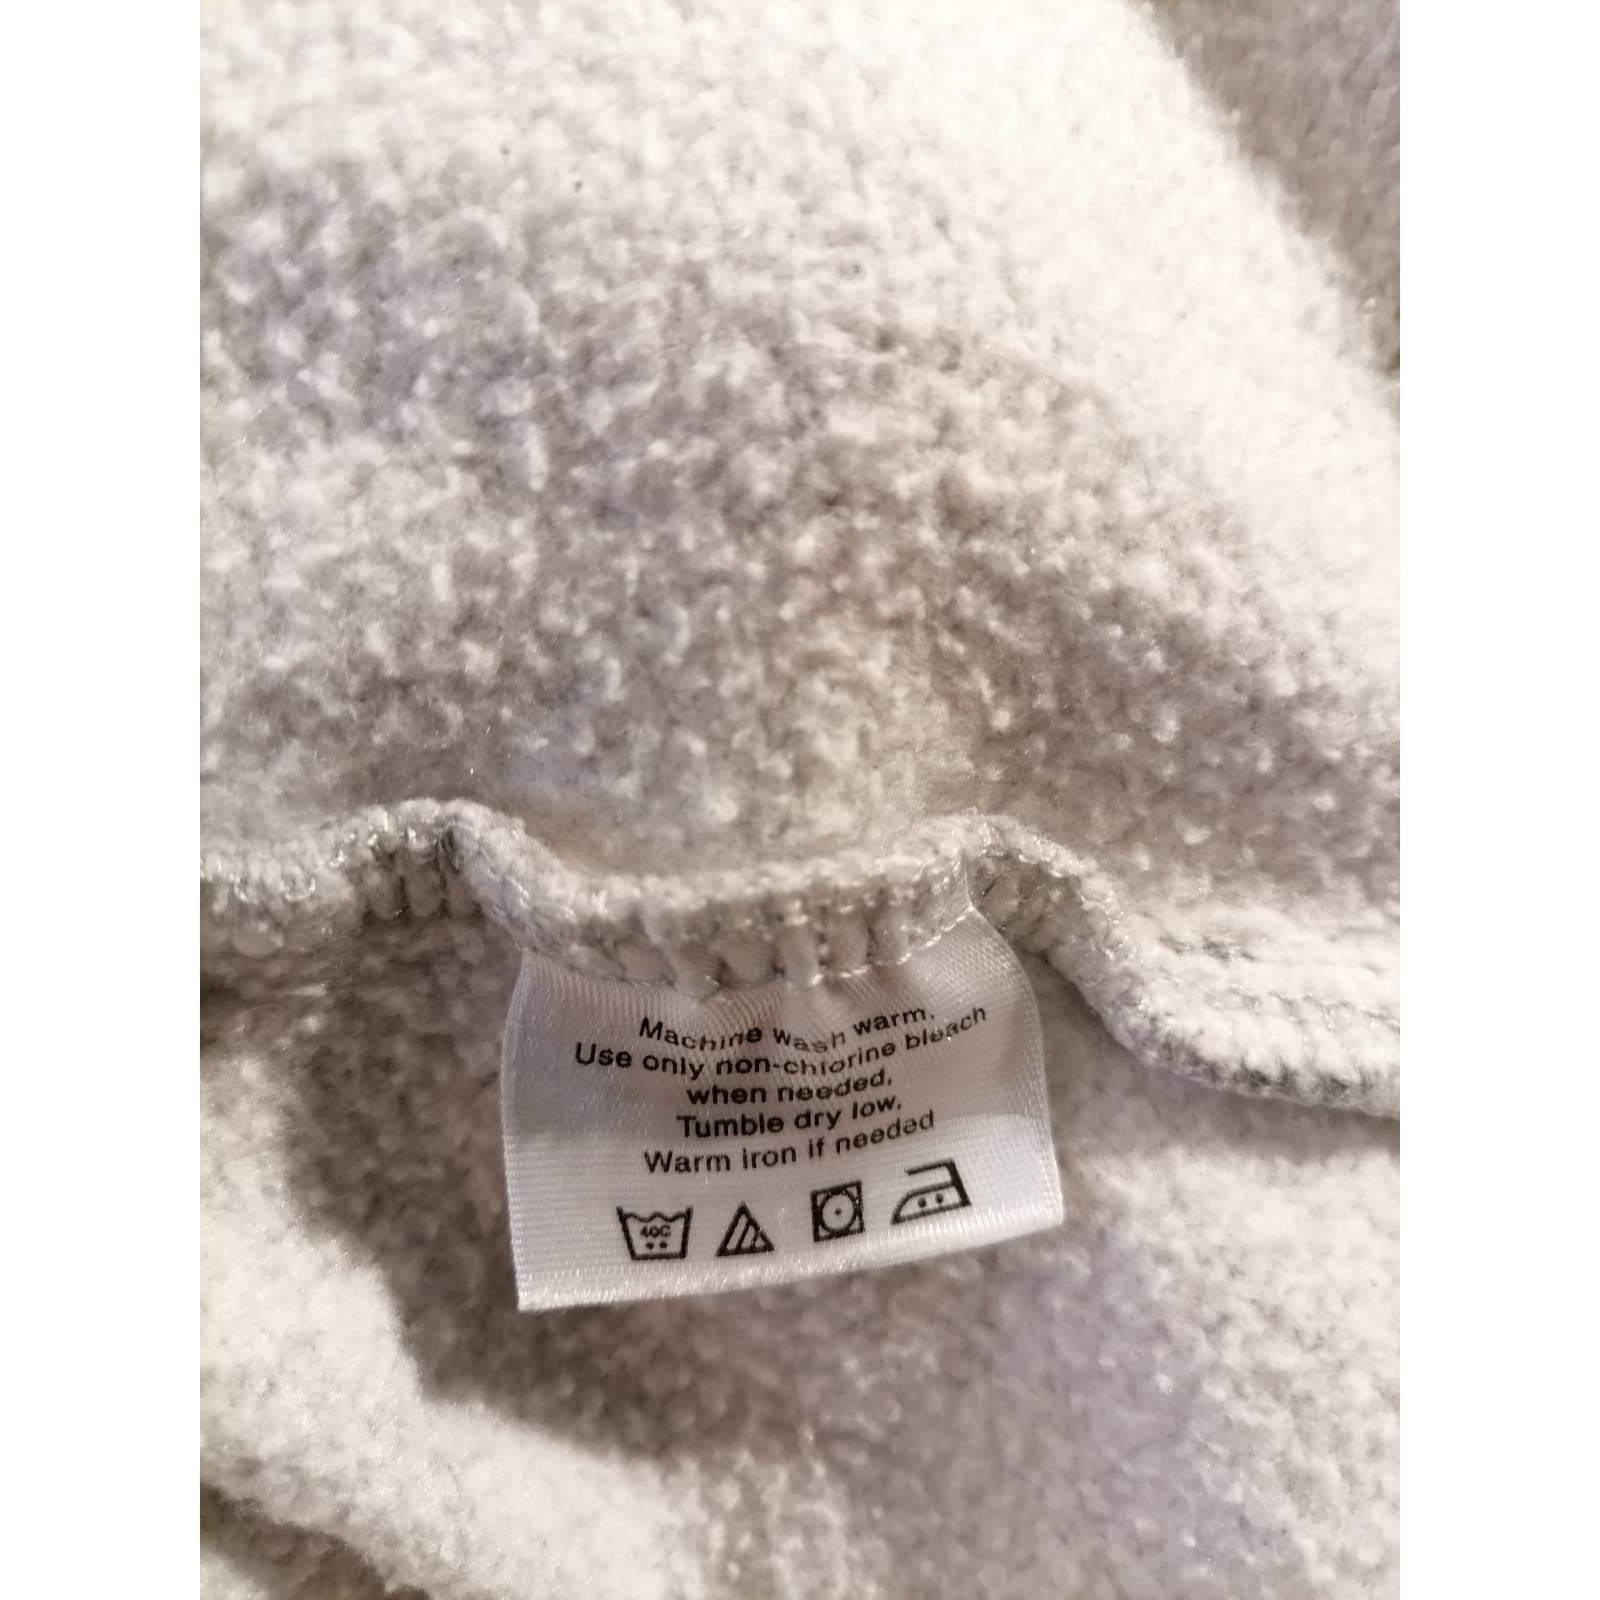 Machine wash warm,
Use only non-chlorine bleach
when needed,
Tumble dry low,
Warm iron if needed
40C